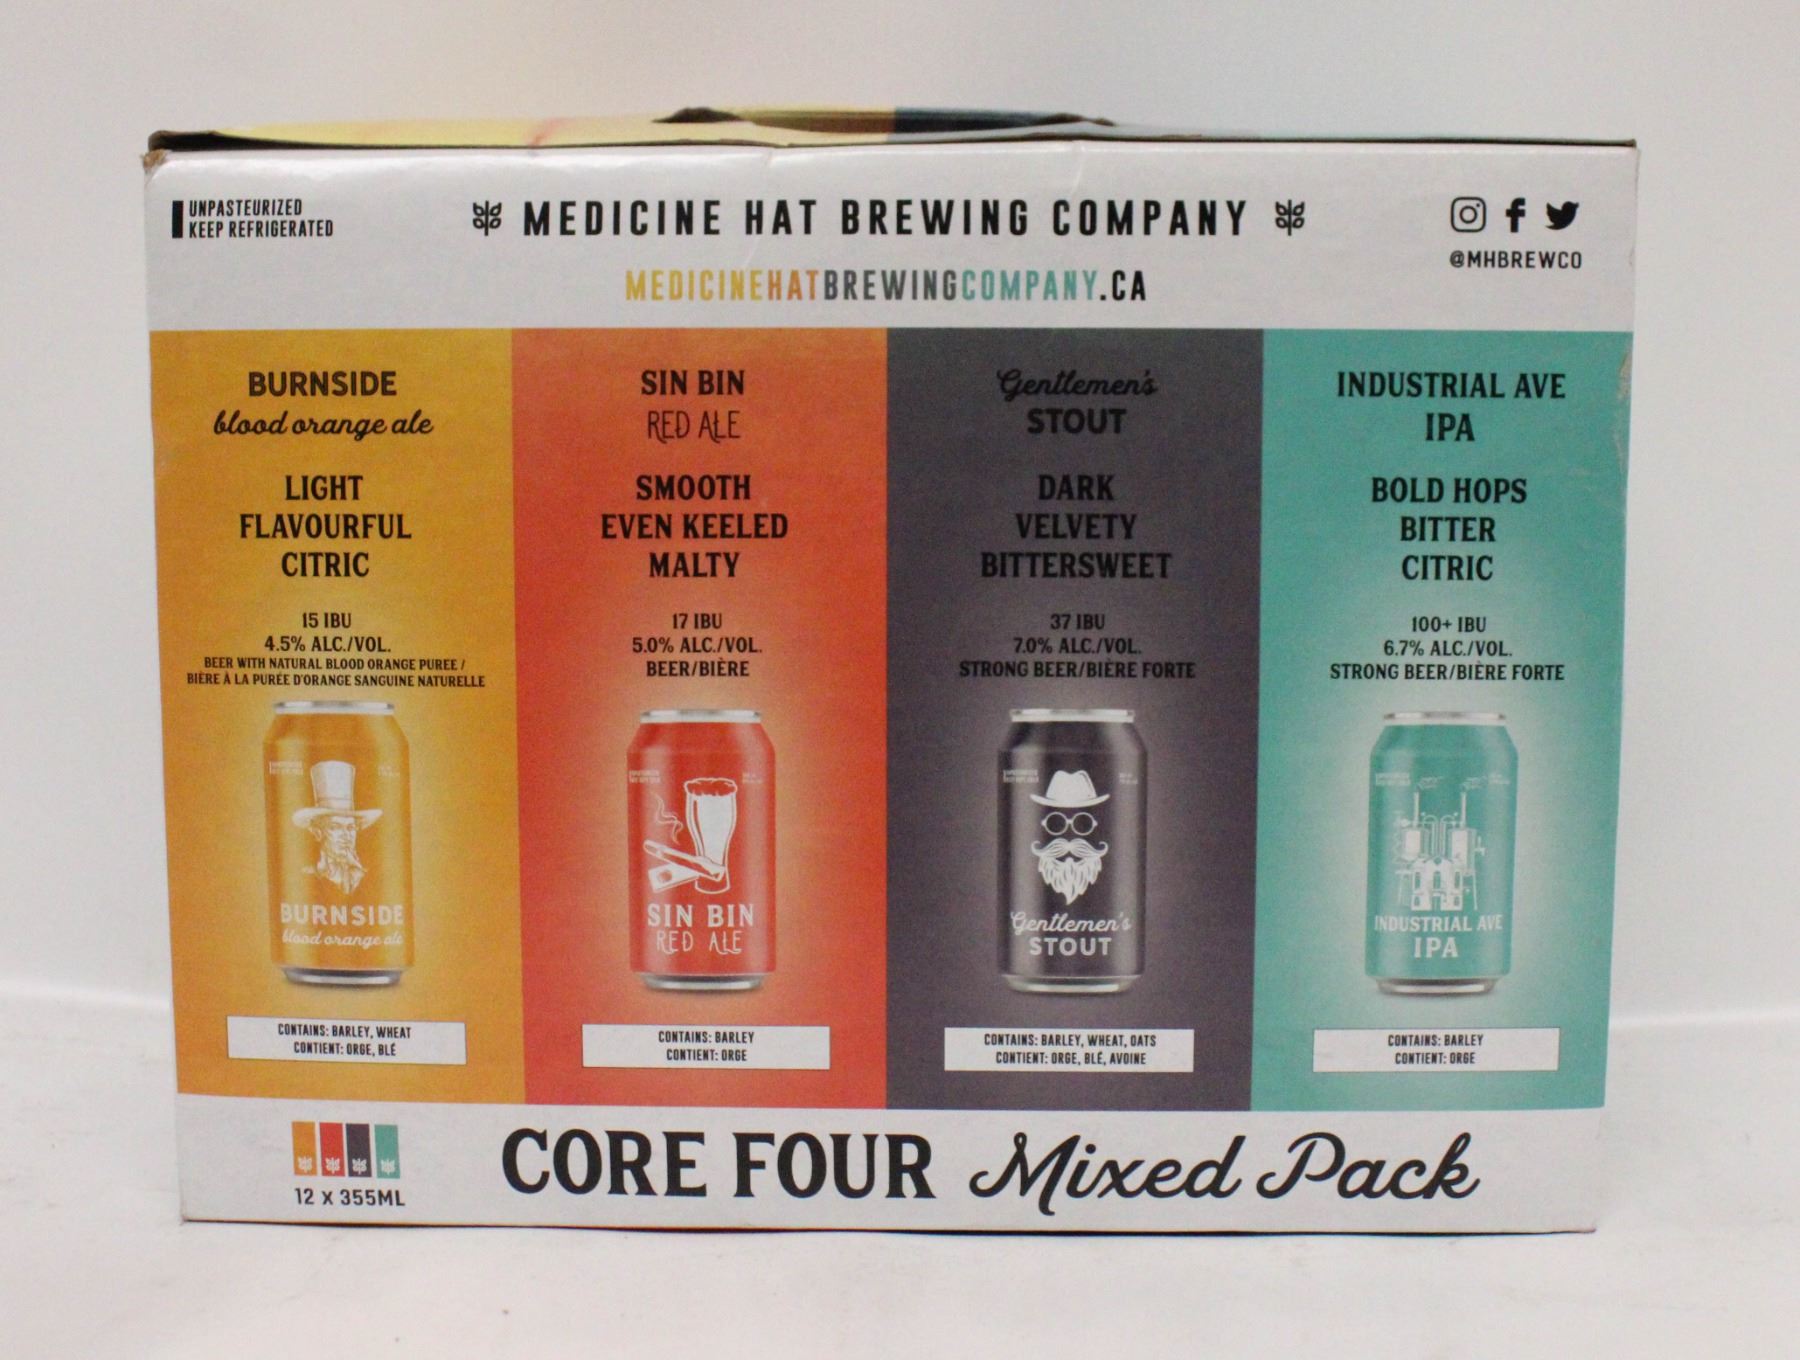 UNPASTEURIZED
KEEP REFRIGERATED
MEDICINE HAT BREWING COMPANY
MEDICINEHATBREWINGCOMPANY.CA
@MHBREWCO
BURNSIDE
blood orange ale
LIGHT
FLAVOURFUL
CITRIC
15 IBU
4.5% ALC./VOL.
BEER WITH NATURAL BLOOD ORANGE PUREE /
BIÈRE À LA PURÉE D'ORANGE SANGUINE NATURELLE
BURNSIDE
blood orange ale
CONTAINS: BARLEY, WHEAT
CONTIENT: ORGE, BLÉ
SIN BIN
RED ALE
SMOOTH
EVEN KEELED
MALTY
17 IBU
5.0% ALC./VOL.
BEER/BIÈRE
SIN BIN
RED ALE
CONTAINS: BARLEY
CONTIENT: ORGE
Gentlemen's
STOUT
DARK
VELVETY
BITTERSWEET
37 IBU
7.0% ALC./VOL.
STRONG BEER/BIÈRE FORTE
Gentlemen's
STOUT
CONTAINS: BARLEY, WHEAT, OATS
CONTIENT: ORGE, BLÉ, AVOINE
INDUSTRIAL AVE
IPA
BOLD HOPS
BITTER
CITRIC
100+ IBU
6.7% ALC./VOL.
STRONG BEER/BIÈRE FORTE
INDUSTRIAL AVE
IPA
CONTAINS: BARLEY
CONTIENT: ORGE
12 x 355ML
CORE FOUR Mixed Pack